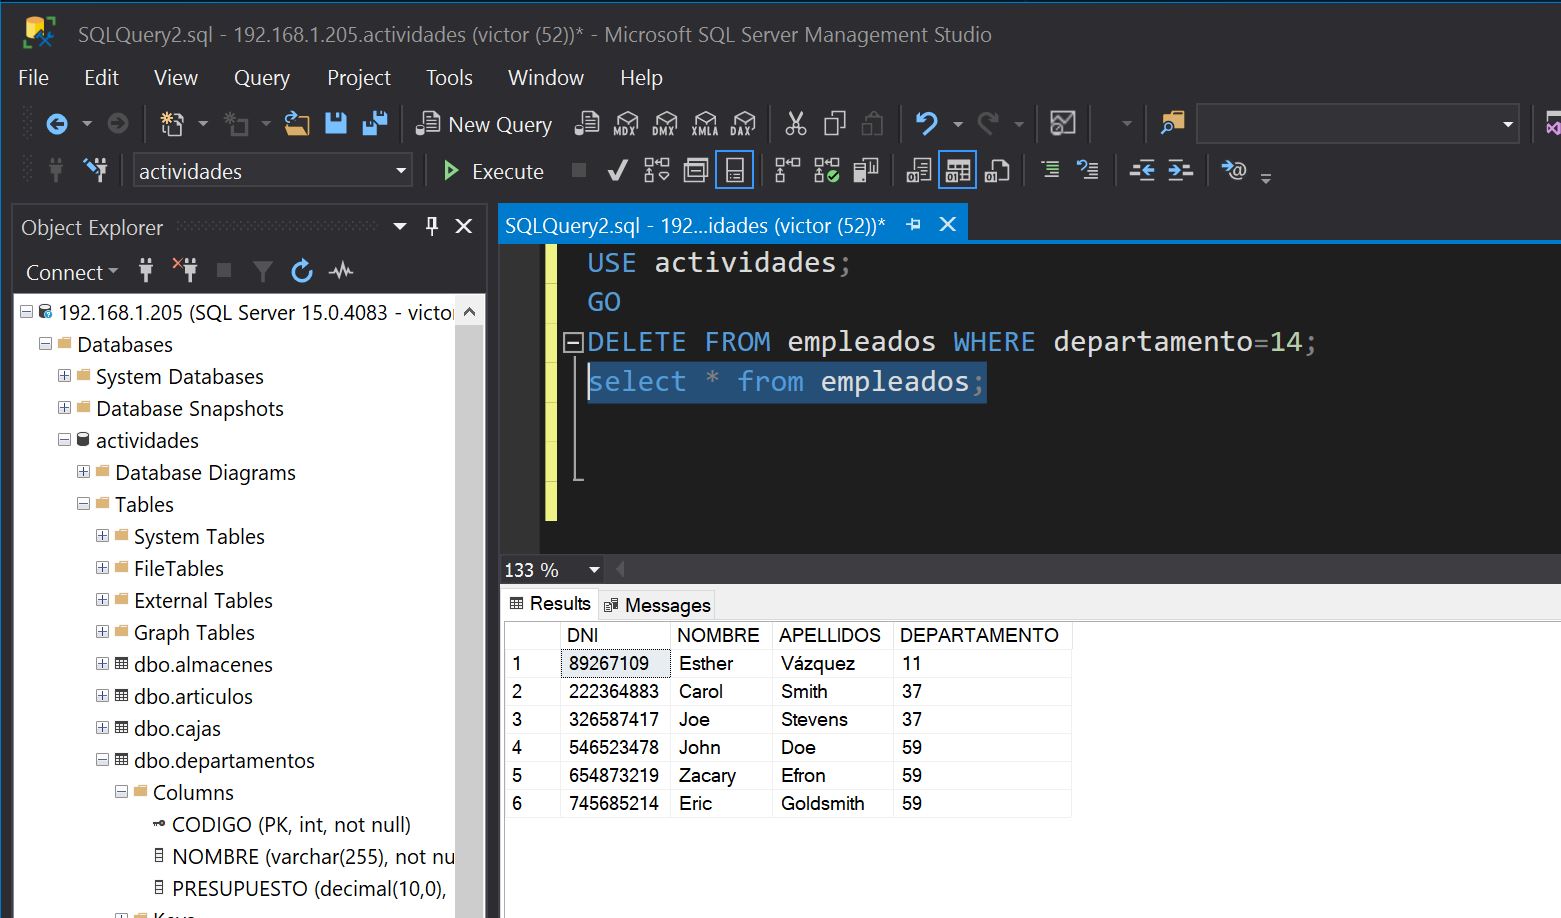 SQLQuery2.sql - 192.168.1.205.actividades (victor (52))* - Microsoft SQL Server Management Studio
File Edit View Query Project Tools Window Help
New Query MDX DMX XMLA DAX
actividades Execute
Object Explorer
Connect
192.168.1.205 (SQL Server 15.0.4083 - victor
Databases
System Databases
Database Snapshots
actividades
Database Diagrams
Tables
System Tables
FileTables
External Tables
Graph Tables
dbo.almacenes
dbo.articulos
dbo.cajas
dbo.departamentos
Columns
CODIGO (PK, int, not null)
NOMBRE (varchar(255), not nu
PRESUPUESTO (decimal(10,0),
SQLQuery2.sql - 192...idades (victor (52))*
USE actividades;
GO
DELETE FROM empleados WHERE departamento=14;
select * from empleados;
133 %
Results Messages
DNI NOMBRE APELLIDOS DEPARTAMENTO
1 89267109 Esther Vázquez 11
2 222364883 Carol Smith 37
3 326587417 Joe Stevens 37
4 546523478 John Doe 59
5 654873219 Zacary Efron 59
6 745685214 Eric Goldsmith 59